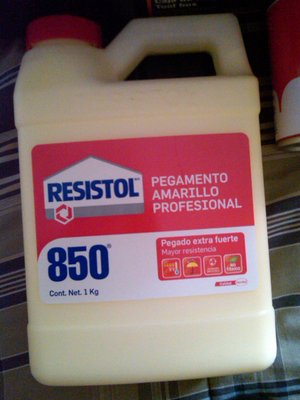 RESISTOL
PEGAMENTO
AMARILLO
PROFESIONAL
850
Cont. Net. 1 Kg
Pegado extra fuerte
Mayor resistencia